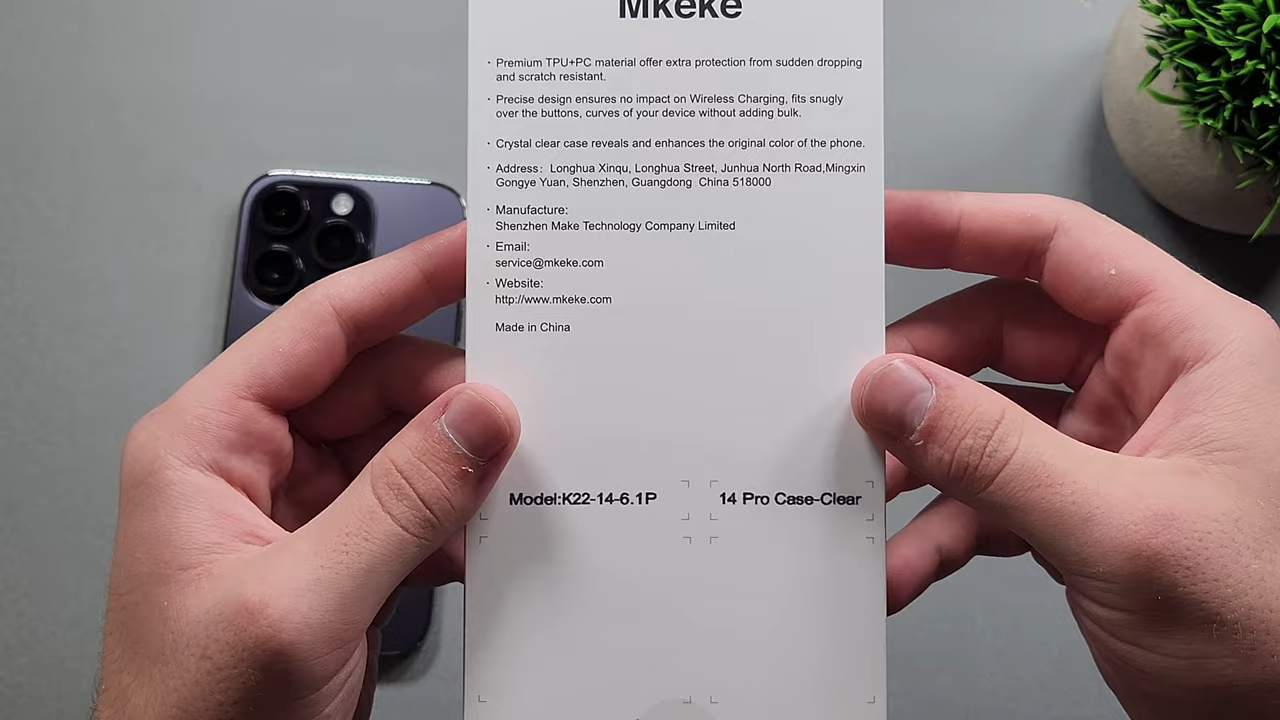 Mkeke
· Premium TPU+PC material offer extra protection from sudden dropping
and scratch resistant.
· Precise design ensures no impact on Wireless Charging, fits snugly
over the buttons, curves of your device without adding bulk.
· Crystal clear case reveals and enhances the original color of the phone.
· Address: Longhua Xinqu, Longhua Street, Junhua North Road,Mingxin
Gongye Yuan, Shenzhen, Guangdong China 518000
· Manufacture:
Shenzhen Make Technology Company Limited
· Email:
service@mkeke.com
· Website:
http://www.mkeke.com
Made in China
Model:K22-14-6.1P
14 Pro Case-Clear